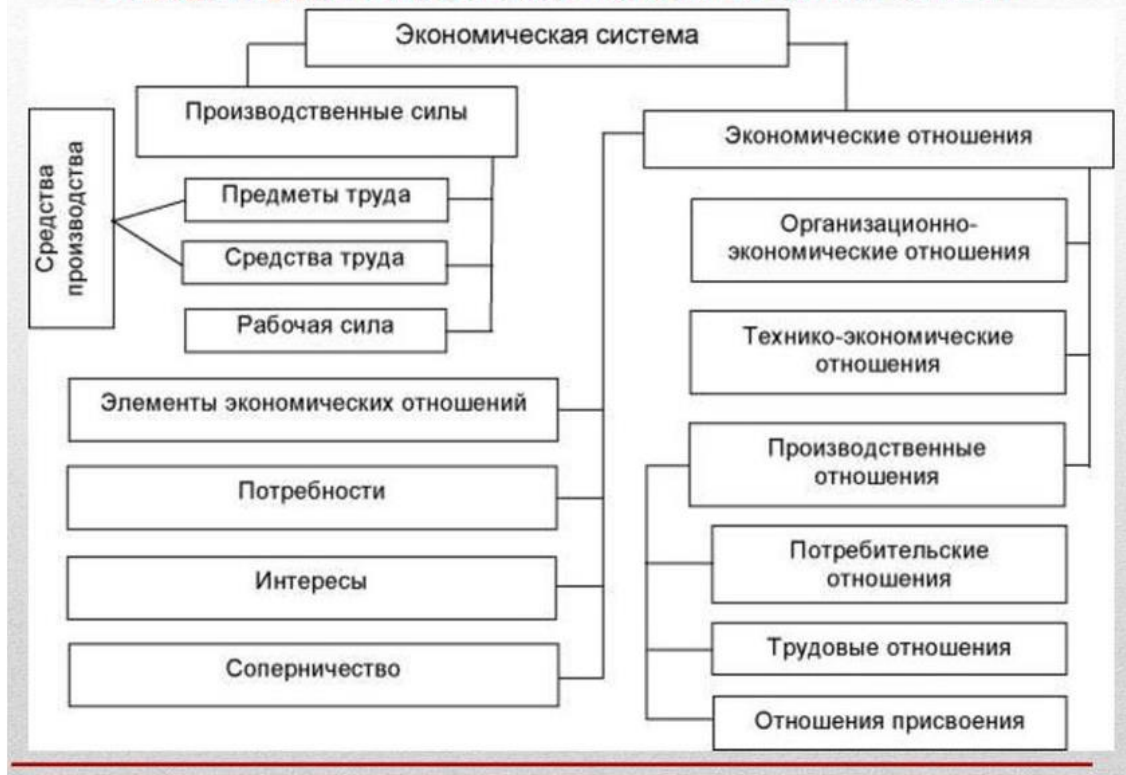 Экономическая система
Производственные силы
Средства
производства
Предметы труда
Средства труда
Рабочая сила
Экономические отношения
Организационно-
экономические отношения
Технико-экономические
отношения
Производственные
отношения
Потребительские
отношения
Трудовые отношения
Отношения присвоения
Элементы экономических отношений
Потребности
Интересы
Соперничество